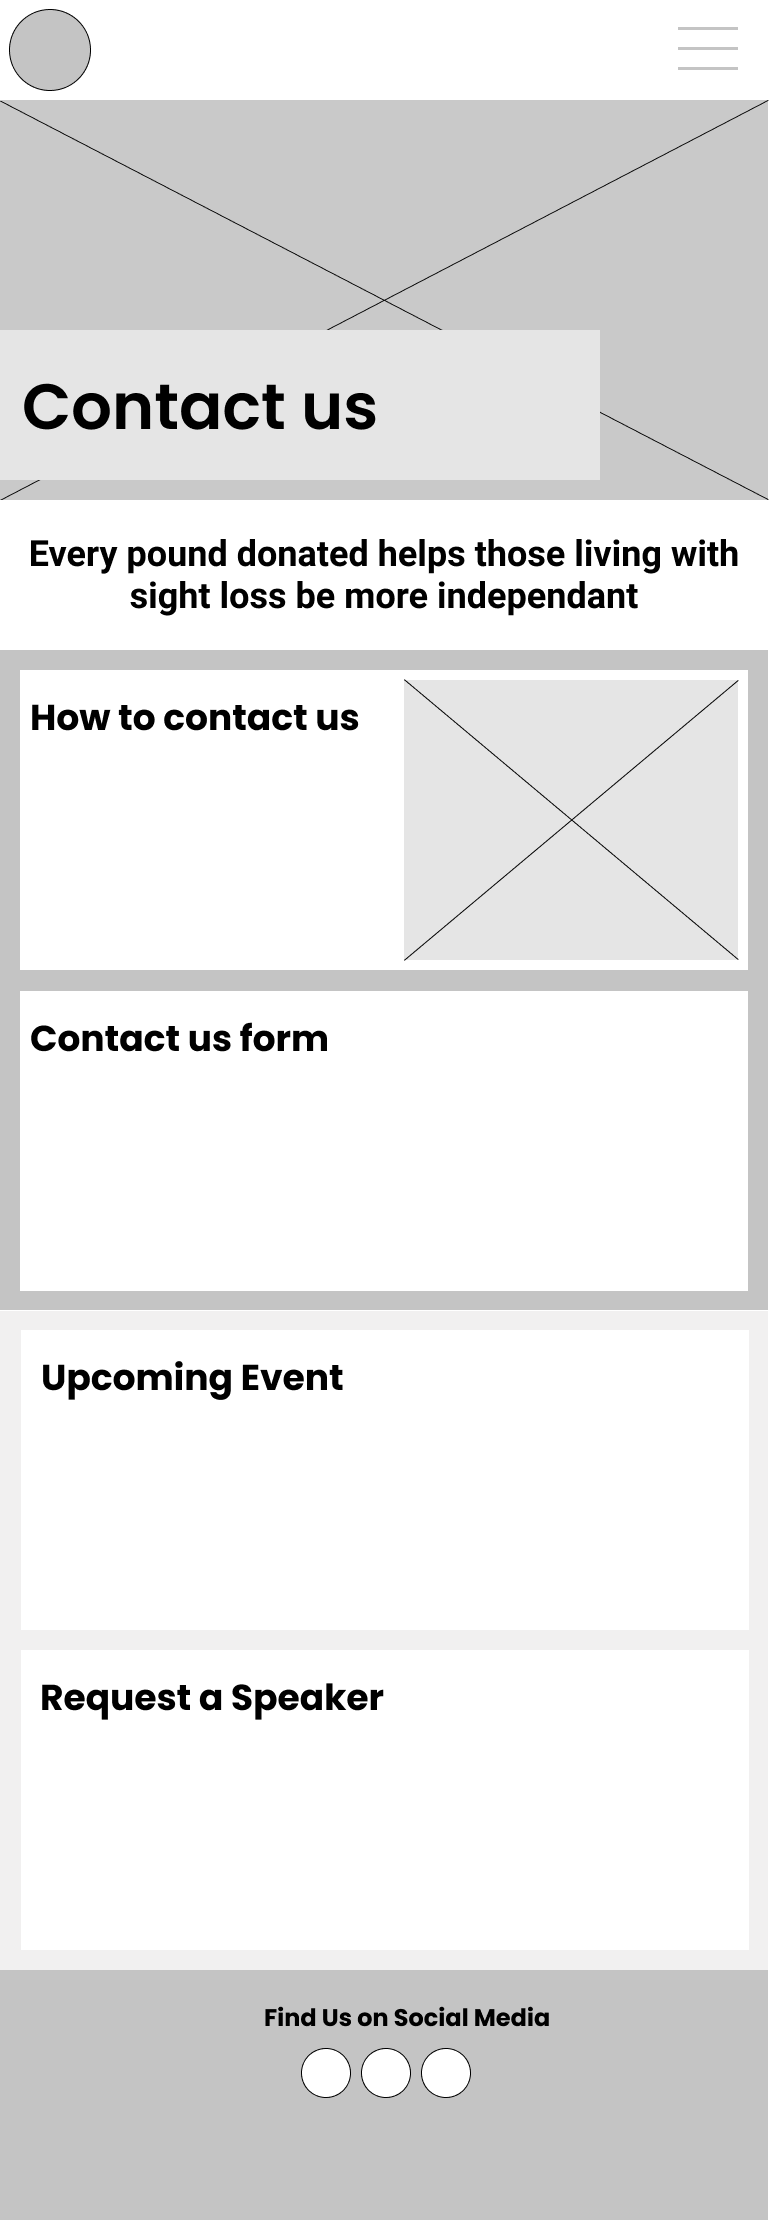 Contact us
Every pound donated helps those living with
sight loss be more independant
How to contact us
Contact us form
Upcoming Event
Request a Speaker
Find Us on Social Media